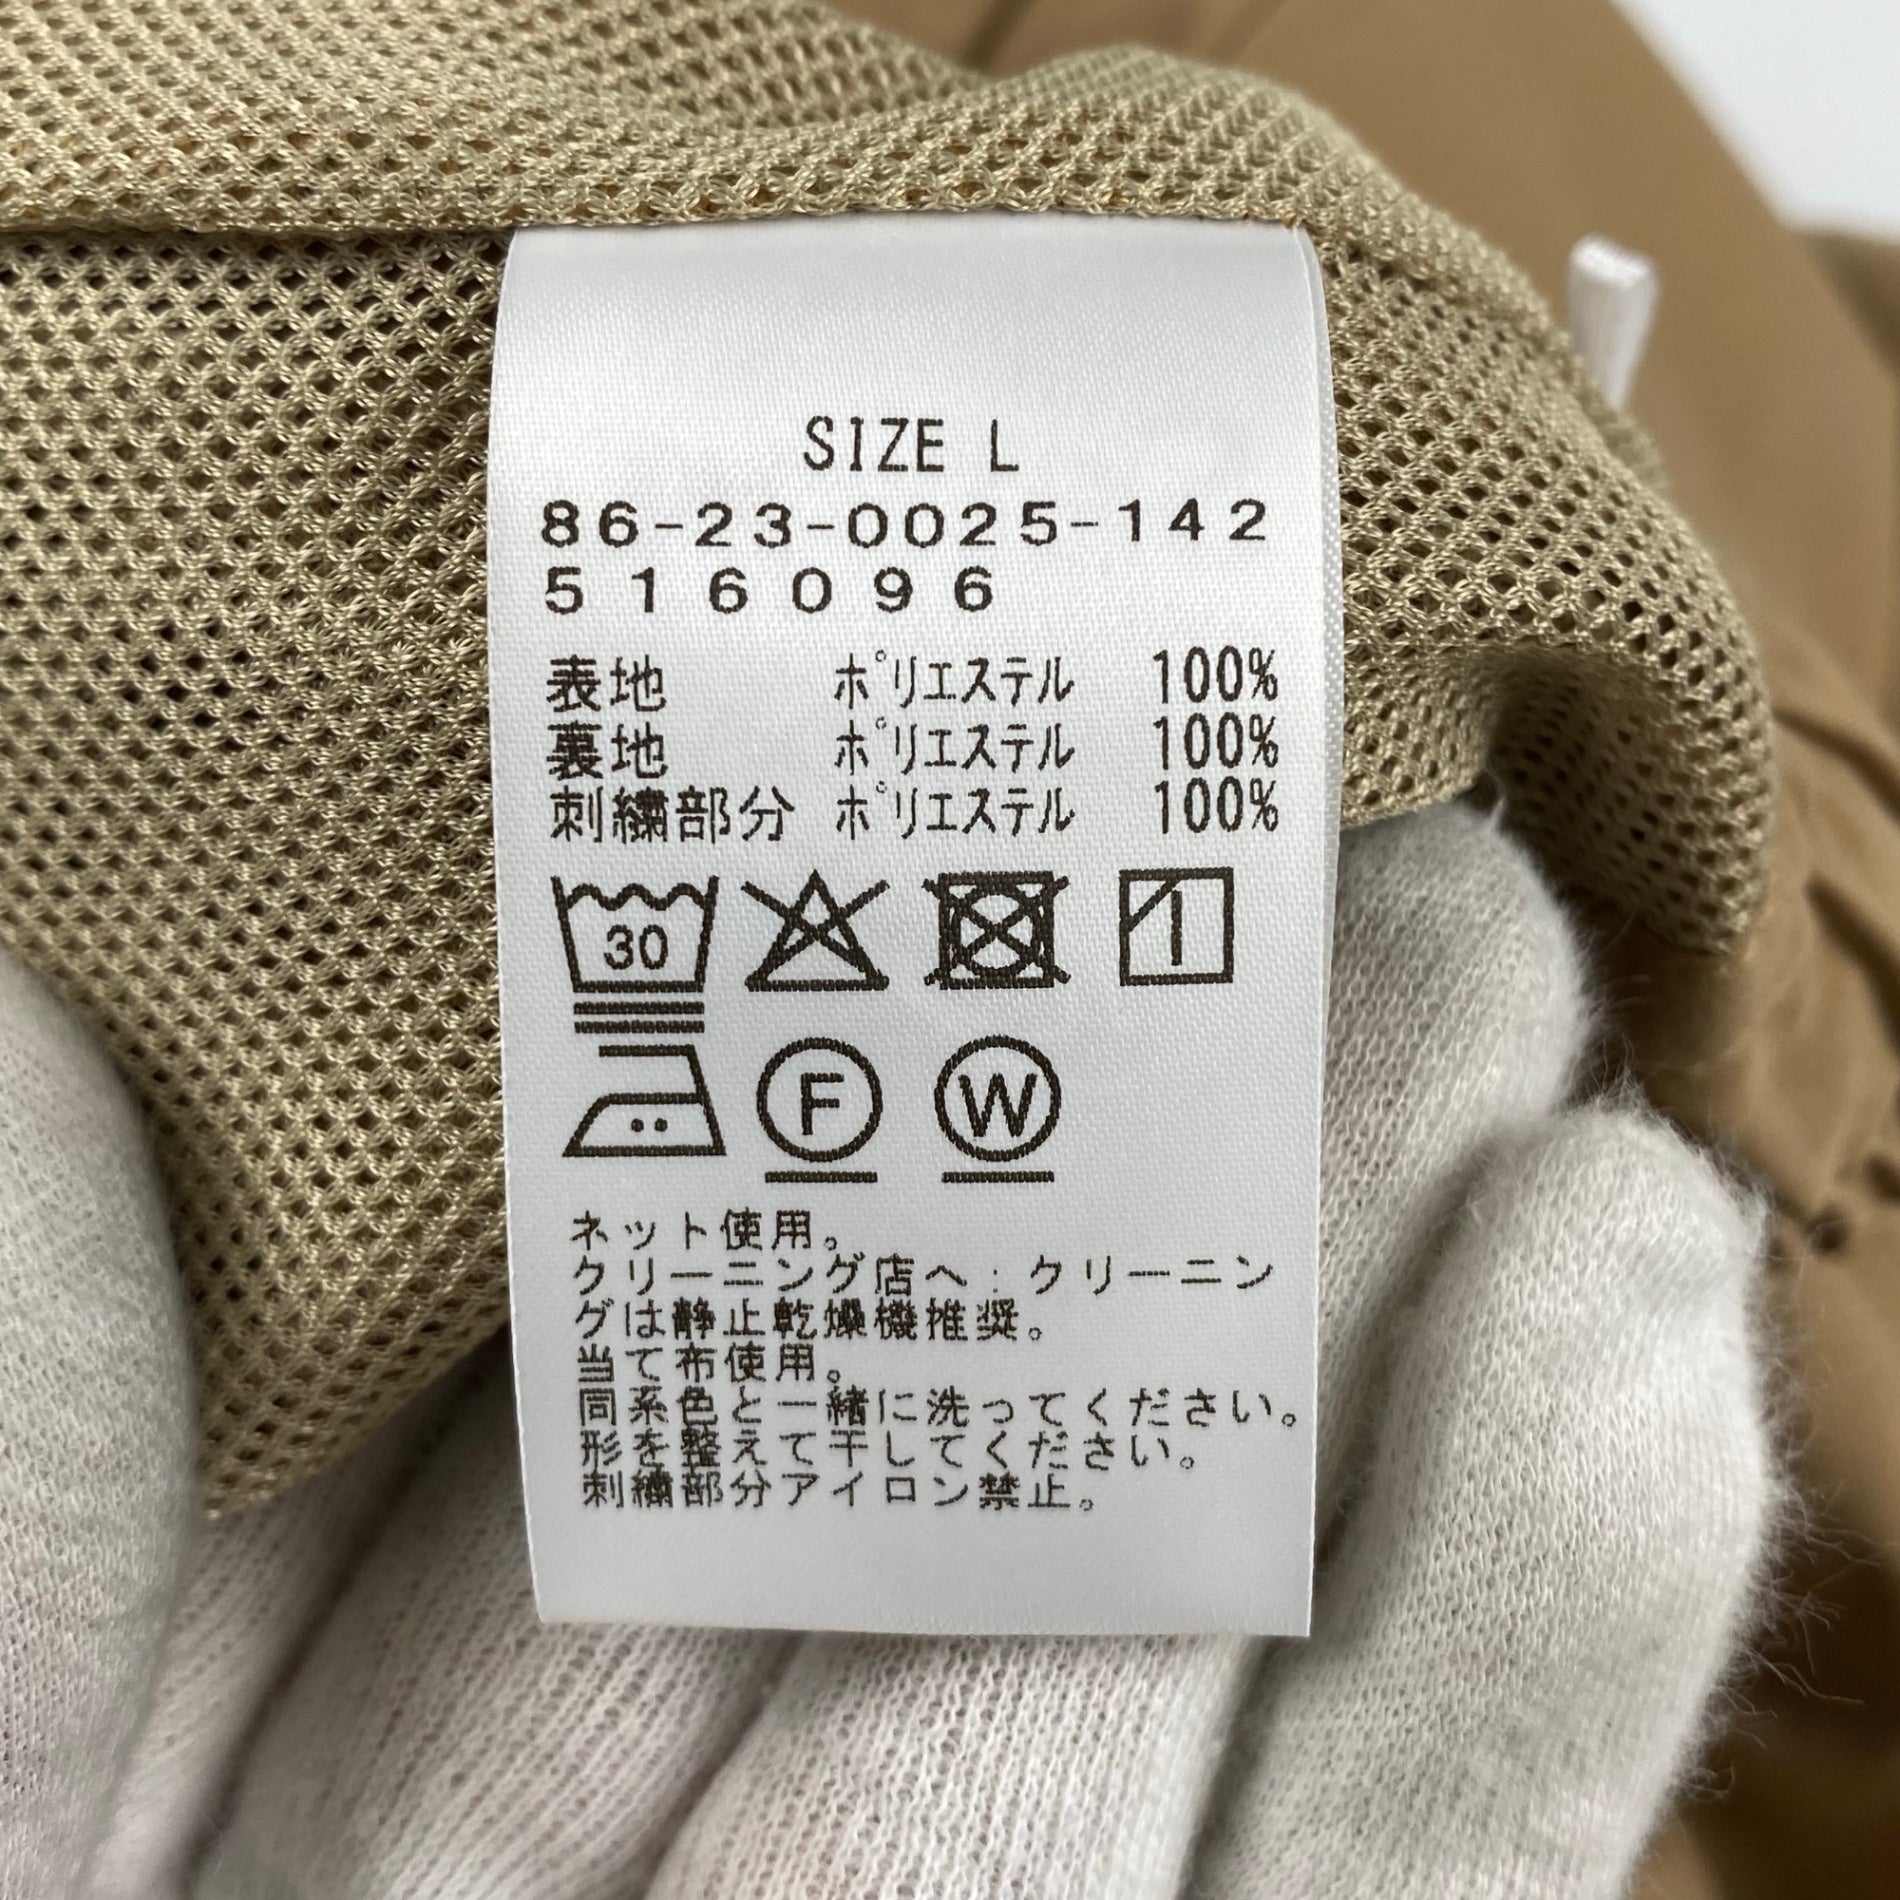 SIZE L
86-23-0025-142
516096
表地 ポリエステル 100%
裏地 ポリエステル 100%
刺繍部分 ポリエステル 100%
30
F W
ネット使用。
クリーニング店へ：クリーニン
グは静止乾燥機推奨。
当て布使用。
同系色と一緒に洗ってください。
形を整えて干してください。
刺繍部分アイロン禁止。